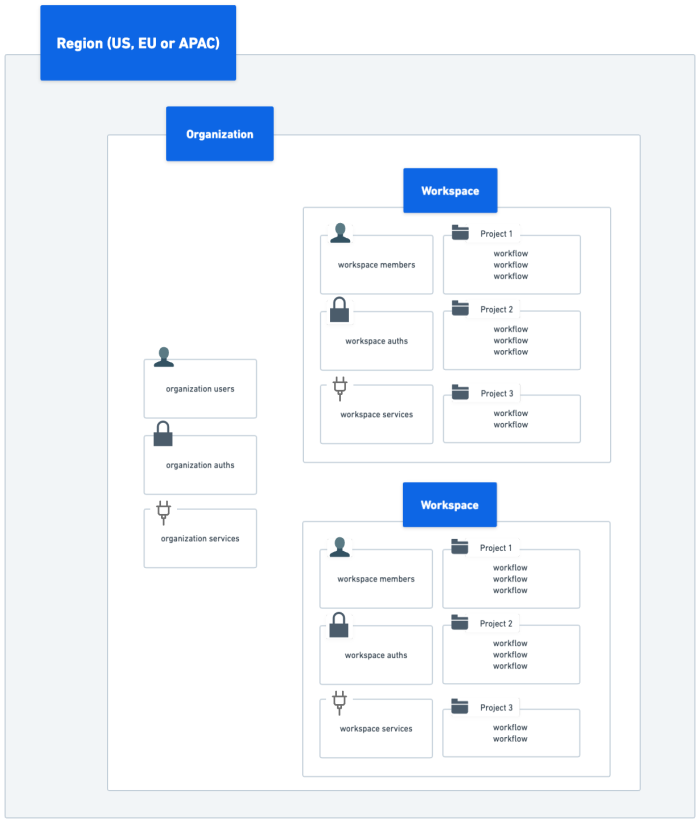 Region (US, EU or APAC)
Organization
organization users
organization auths
organization services
Workspace
workspace members
workspace auths
workspace services
Project 1
workflow
workflow
workflow
Project 2
workflow
workflow
workflow
Project 3
workflow
workflow
Workspace
workspace members
workspace auths
workspace services
Project 1
workflow
workflow
workflow
Project 2
workflow
workflow
workflow
Project 3
workflow
workflow